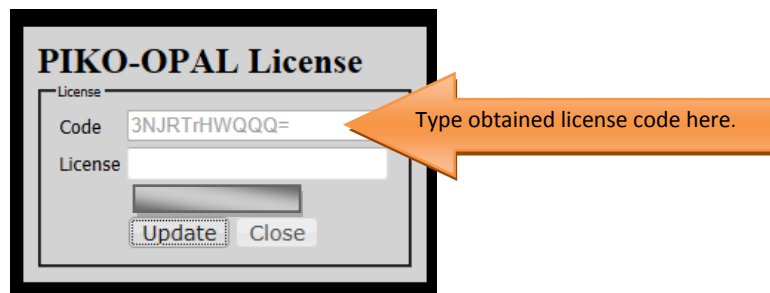 PIKO-OPAL License
License
Code 3NJRTrHWQQQ=
Type obtained license code here.
License
Update Close